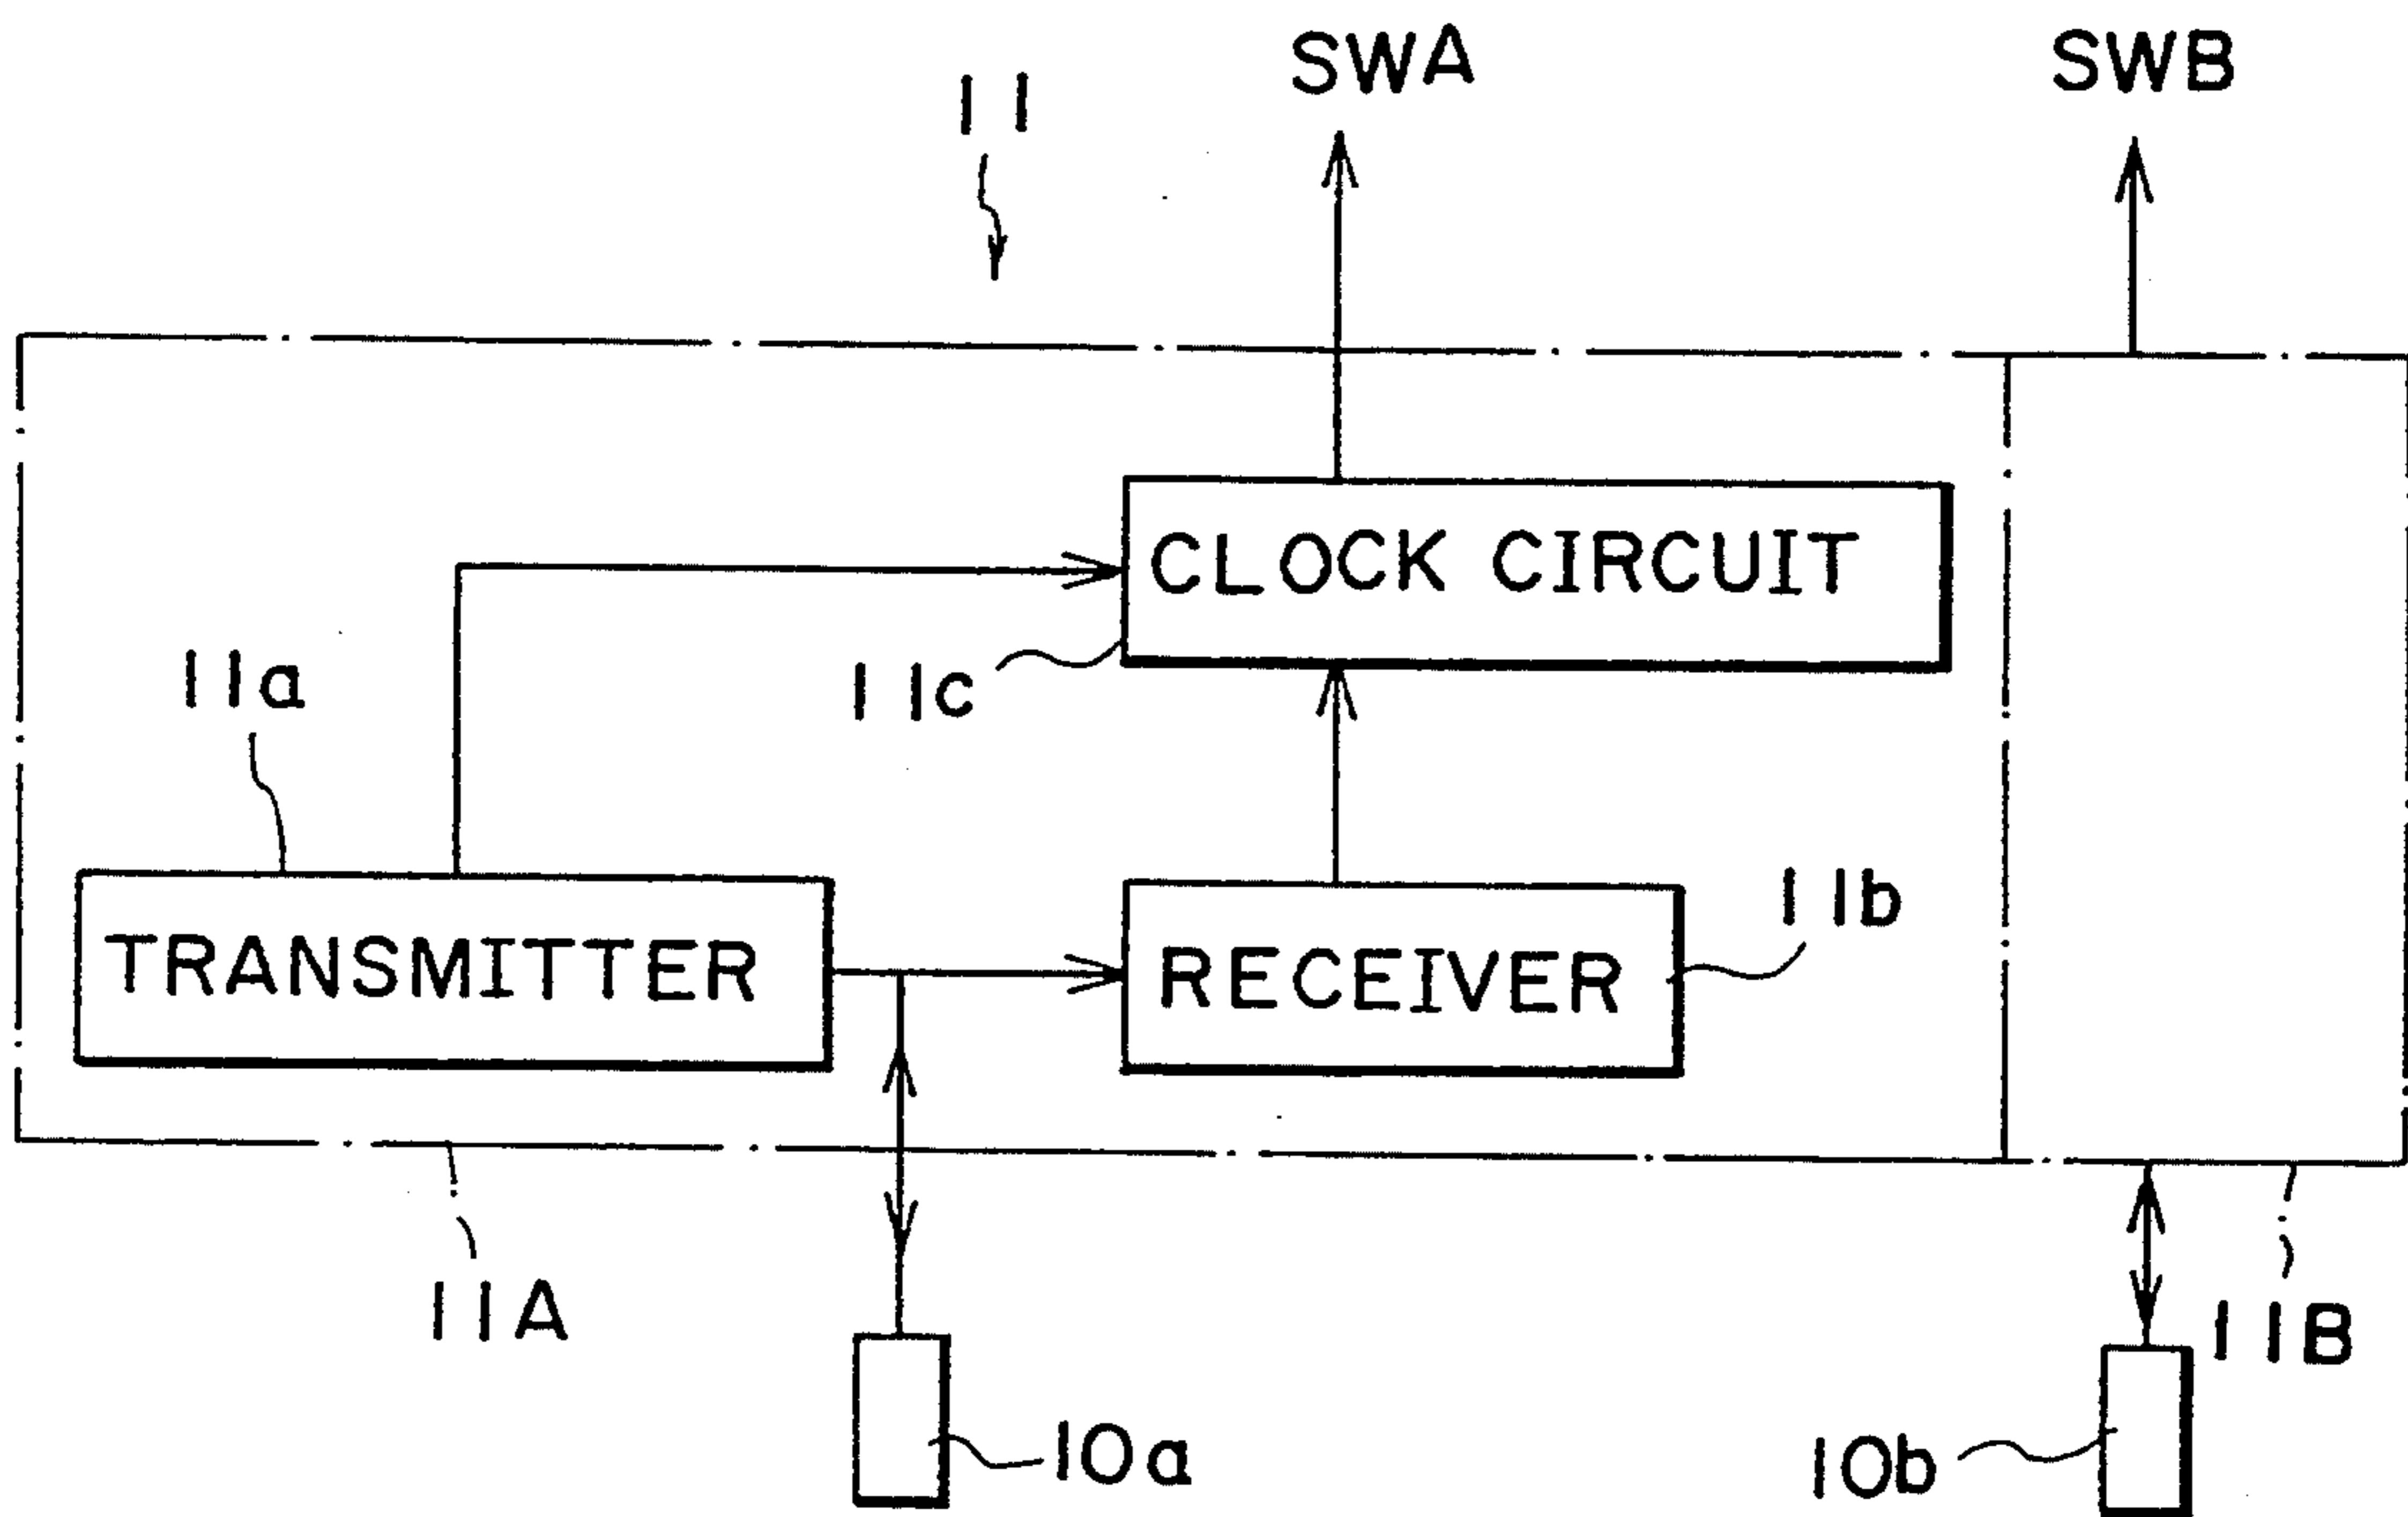 SWA
SWB
11
CLOCK CIRCUIT
11a
11c
11b
TRANSMITTER
RECEIVER
11A
11B
10a
10b